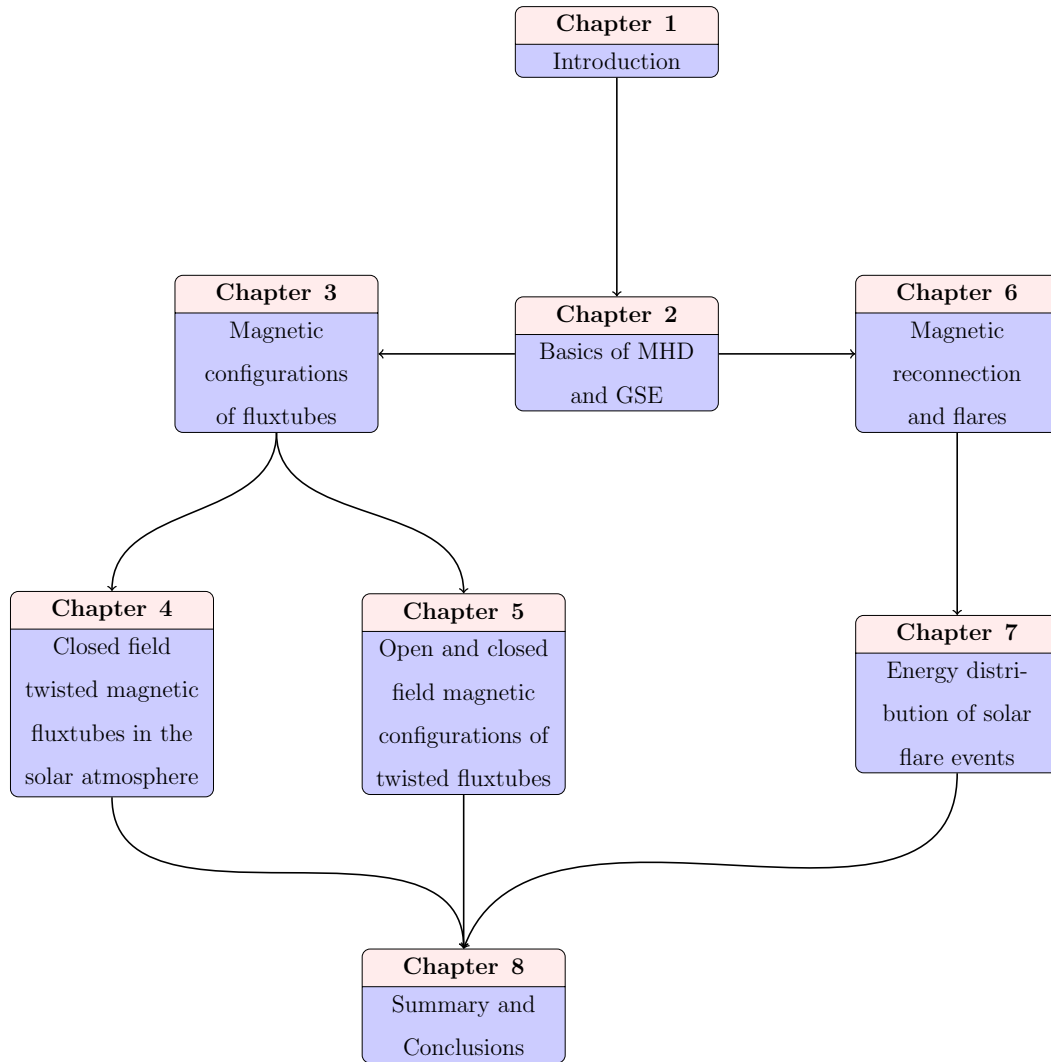 Chapter 1
Introduction
Chapter 3
Magnetic
configurations
of fluxtubes
Chapter 2
Basics of MHD
and GSE
Chapter 6
Magnetic
reconnection
and flares
Chapter 4
Closed field
twisted magnetic
fluxtubes in the
solar atmosphere
Chapter 5
Open and closed
field magnetic
configurations of
twisted fluxtubes
Chapter 7
Energy distri-
bution of solar
flare events
Chapter 8
Summary and
Conclusions